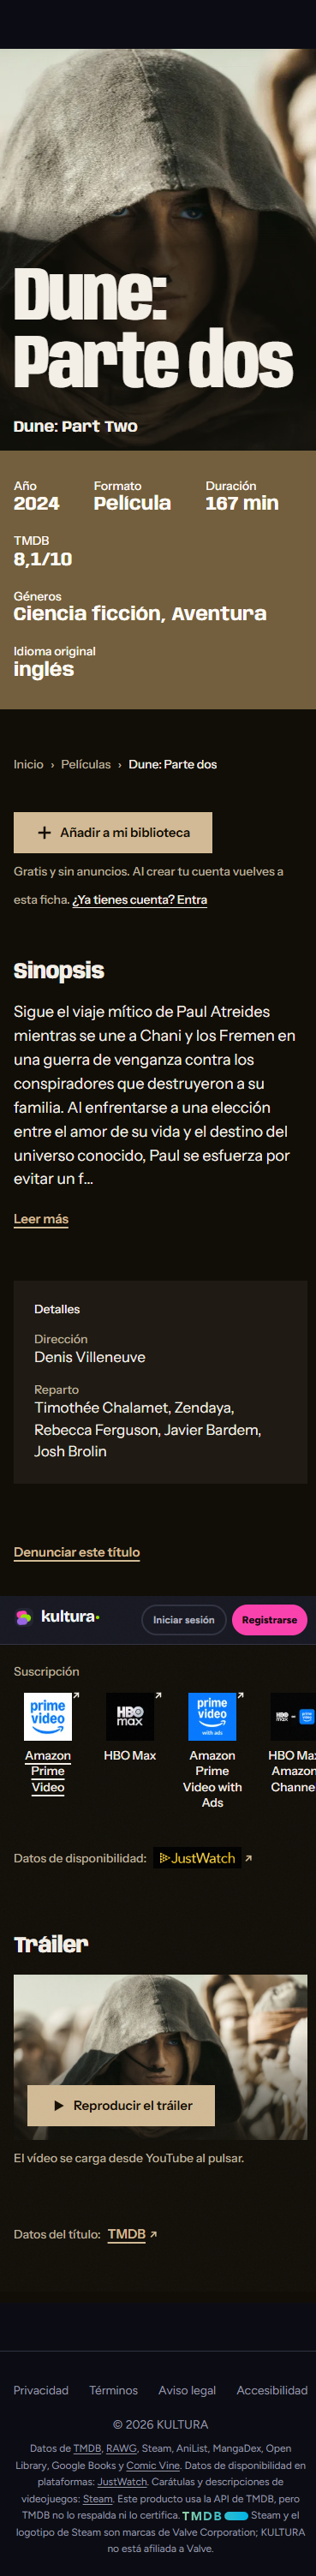 Dune:
Parte dos
Dune: Part Two
Año Formato Duración
2024 Película 167 min
TMDB
8,1/10
Géneros
Ciencia ficción, Aventura
Idioma original
inglés
Inicio › Películas › Dune: Parte dos
+ Añadir a mi biblioteca
Gratis y sin anuncios. Al crear tu cuenta vuelves a
esta ficha. ¿Ya tienes cuenta? Entra
Sinopsis
Sigue el viaje mítico de Paul Atreides
mientras se une a Chani y los Fremen en
una guerra de venganza contra los
conspiradores que destruyeron a su
familia. Al enfrentarse a una elección
entre el amor de su vida y el destino del
universo conocido, Paul se esfuerza por
evitar un f...
Leer más
Detalles
Dirección
Denis Villeneuve
Reparto
Timothée Chalamet, Zendaya,
Rebecca Ferguson, Javier Bardem,
Josh Brolin
Denunciar este título
kultura Iniciar sesión Registrarse
Suscripción
prime video HBO max prime video with ads HBO max
Amazon Prime Video
HBO Max
Amazon Prime Video with Ads
HBO Max Amazon Channe
Datos de disponibilidad: JustWatch ↗
Tráiler
Reproducir el tráiler
El vídeo se carga desde YouTube al pulsar.
Datos del título: TMDB ↗
Privacidad Términos Aviso legal Accesibilidad
© 2026 KULTURA
Datos de TMDB, RAWG, Steam, AniList, MangaDex, Open
Library, Google Books y Comic Vine. Datos de disponibilidad de
plataformas: JustWatch. Carátulas y descripciones de
videojuegos: Steam. Este producto usa la API de TMDB, pero
TMDB no lo respalda ni lo certifica. TMDB Steam y el
logotipo de Steam son marcas de Valve Corporation; KULTURA
no está afiliada a Valve.